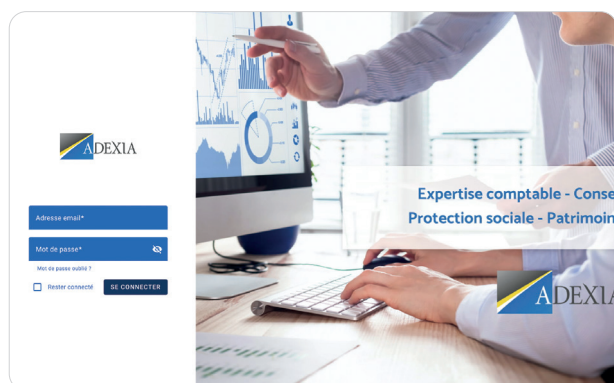 ADEXIA
Adresse email*
Mot de passe*
Mot de passe oublié ?
Rester connecté
SE CONNECTER
Expertise comptable - Conse
Protection sociale - Patrimoin
ADEXIA